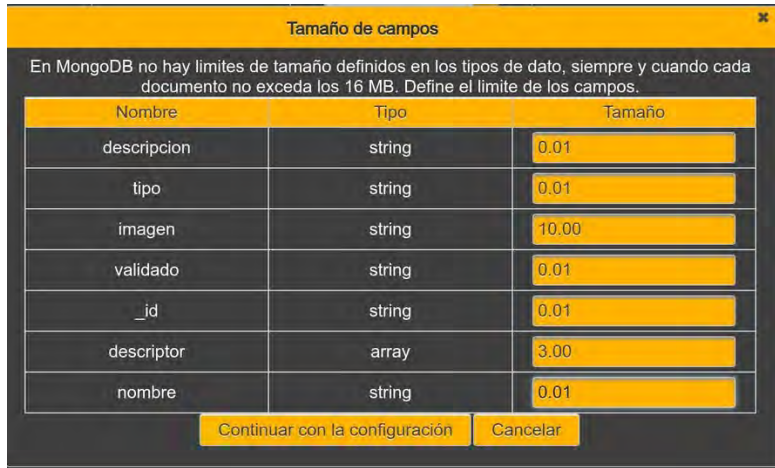 Tamaño de campos
En MongoDB no hay limites de tamaño definidos en los tipos de dato, siempre y cuando cada
documento no exceda los 16 MB. Define el limite de los campos.
Nombre Tipo Tamaño
descripcion string 0.01
tipo string 0.01
imagen string 10.00
validado string 0.01
_id string 0.01
descriptor array 3.00
nombre string 0.01
Continuar con la configuración Cancelar